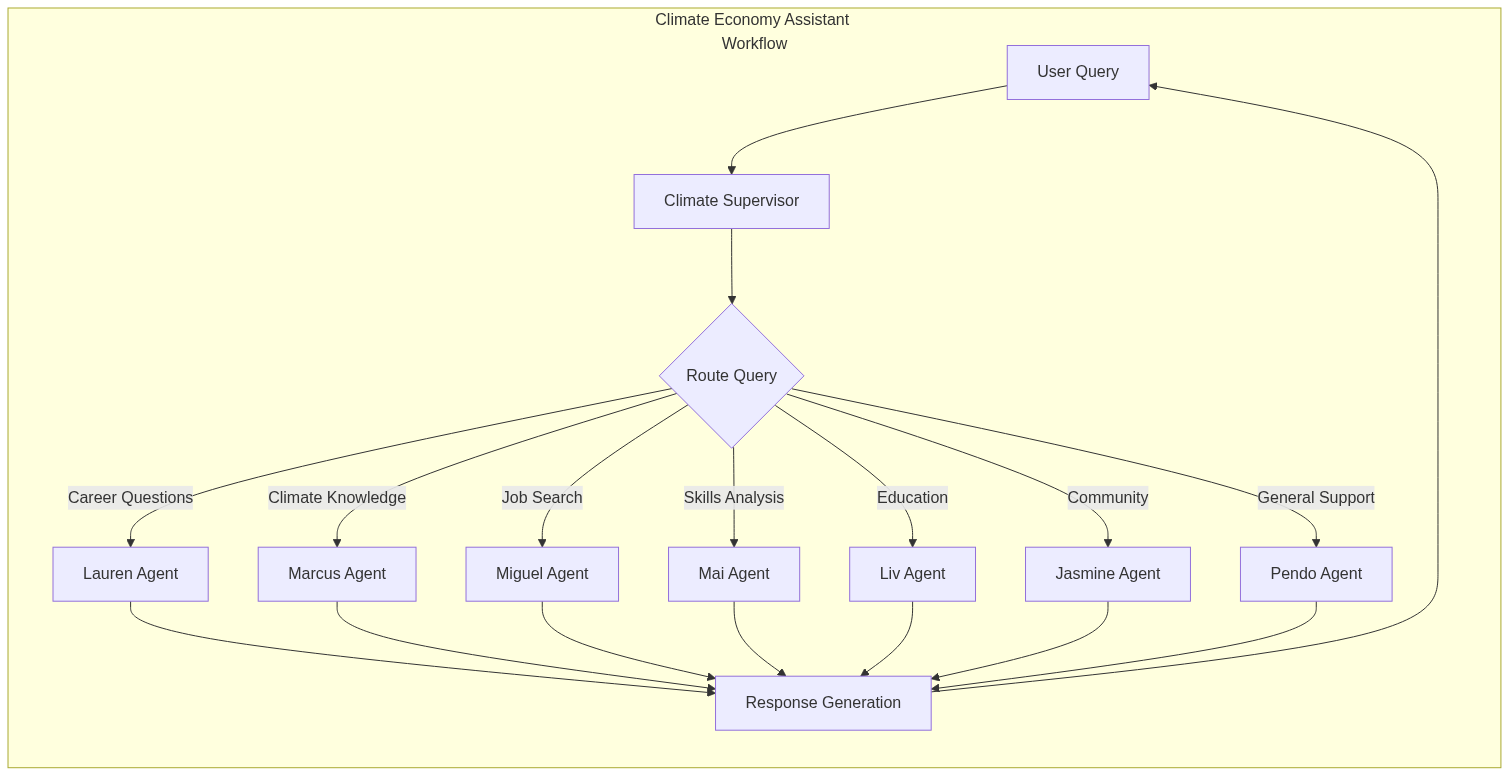 Climate Economy Assistant
Workflow
User Query
Climate Supervisor
Route Query
Career Questions
Climate Knowledge
Job Search
Skills Analysis
Education
Community
General Support
Lauren Agent
Marcus Agent
Miguel Agent
Mai Agent
Liv Agent
Jasmine Agent
Pendo Agent
Response Generation